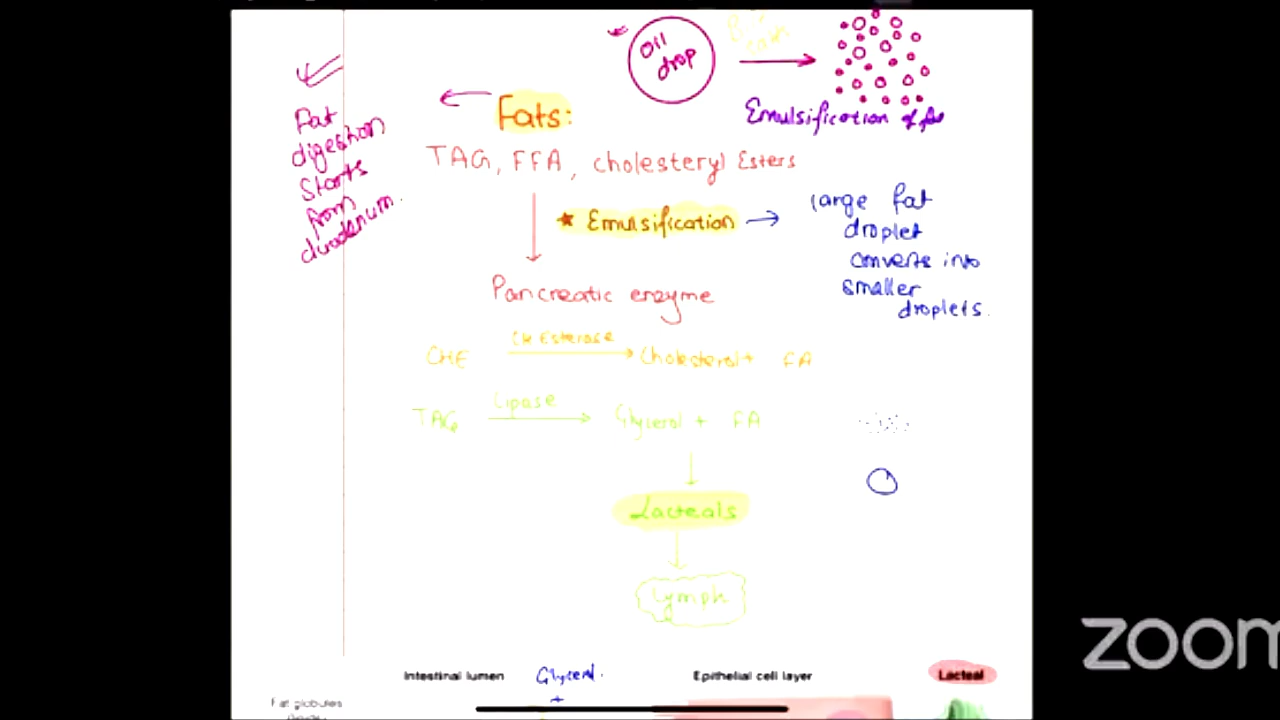 Oil
drop
Emulsification of
Fats:
Fat
digestion
starts
from
duodenum.
TAG, FFA, cholesteryl Esters
★ Emulsification →
large fat
droplet
converts into
smaller
droplets.
Pancreatic enzyme
CHE CH Esterase Cholesterol + FA
TAG Lipase Glycerol + FA
Lacteals
Lymph
zoom
Intestinal lumen
Glycerol.
+
Epithelial cell layer
Lacteal
Fat globules